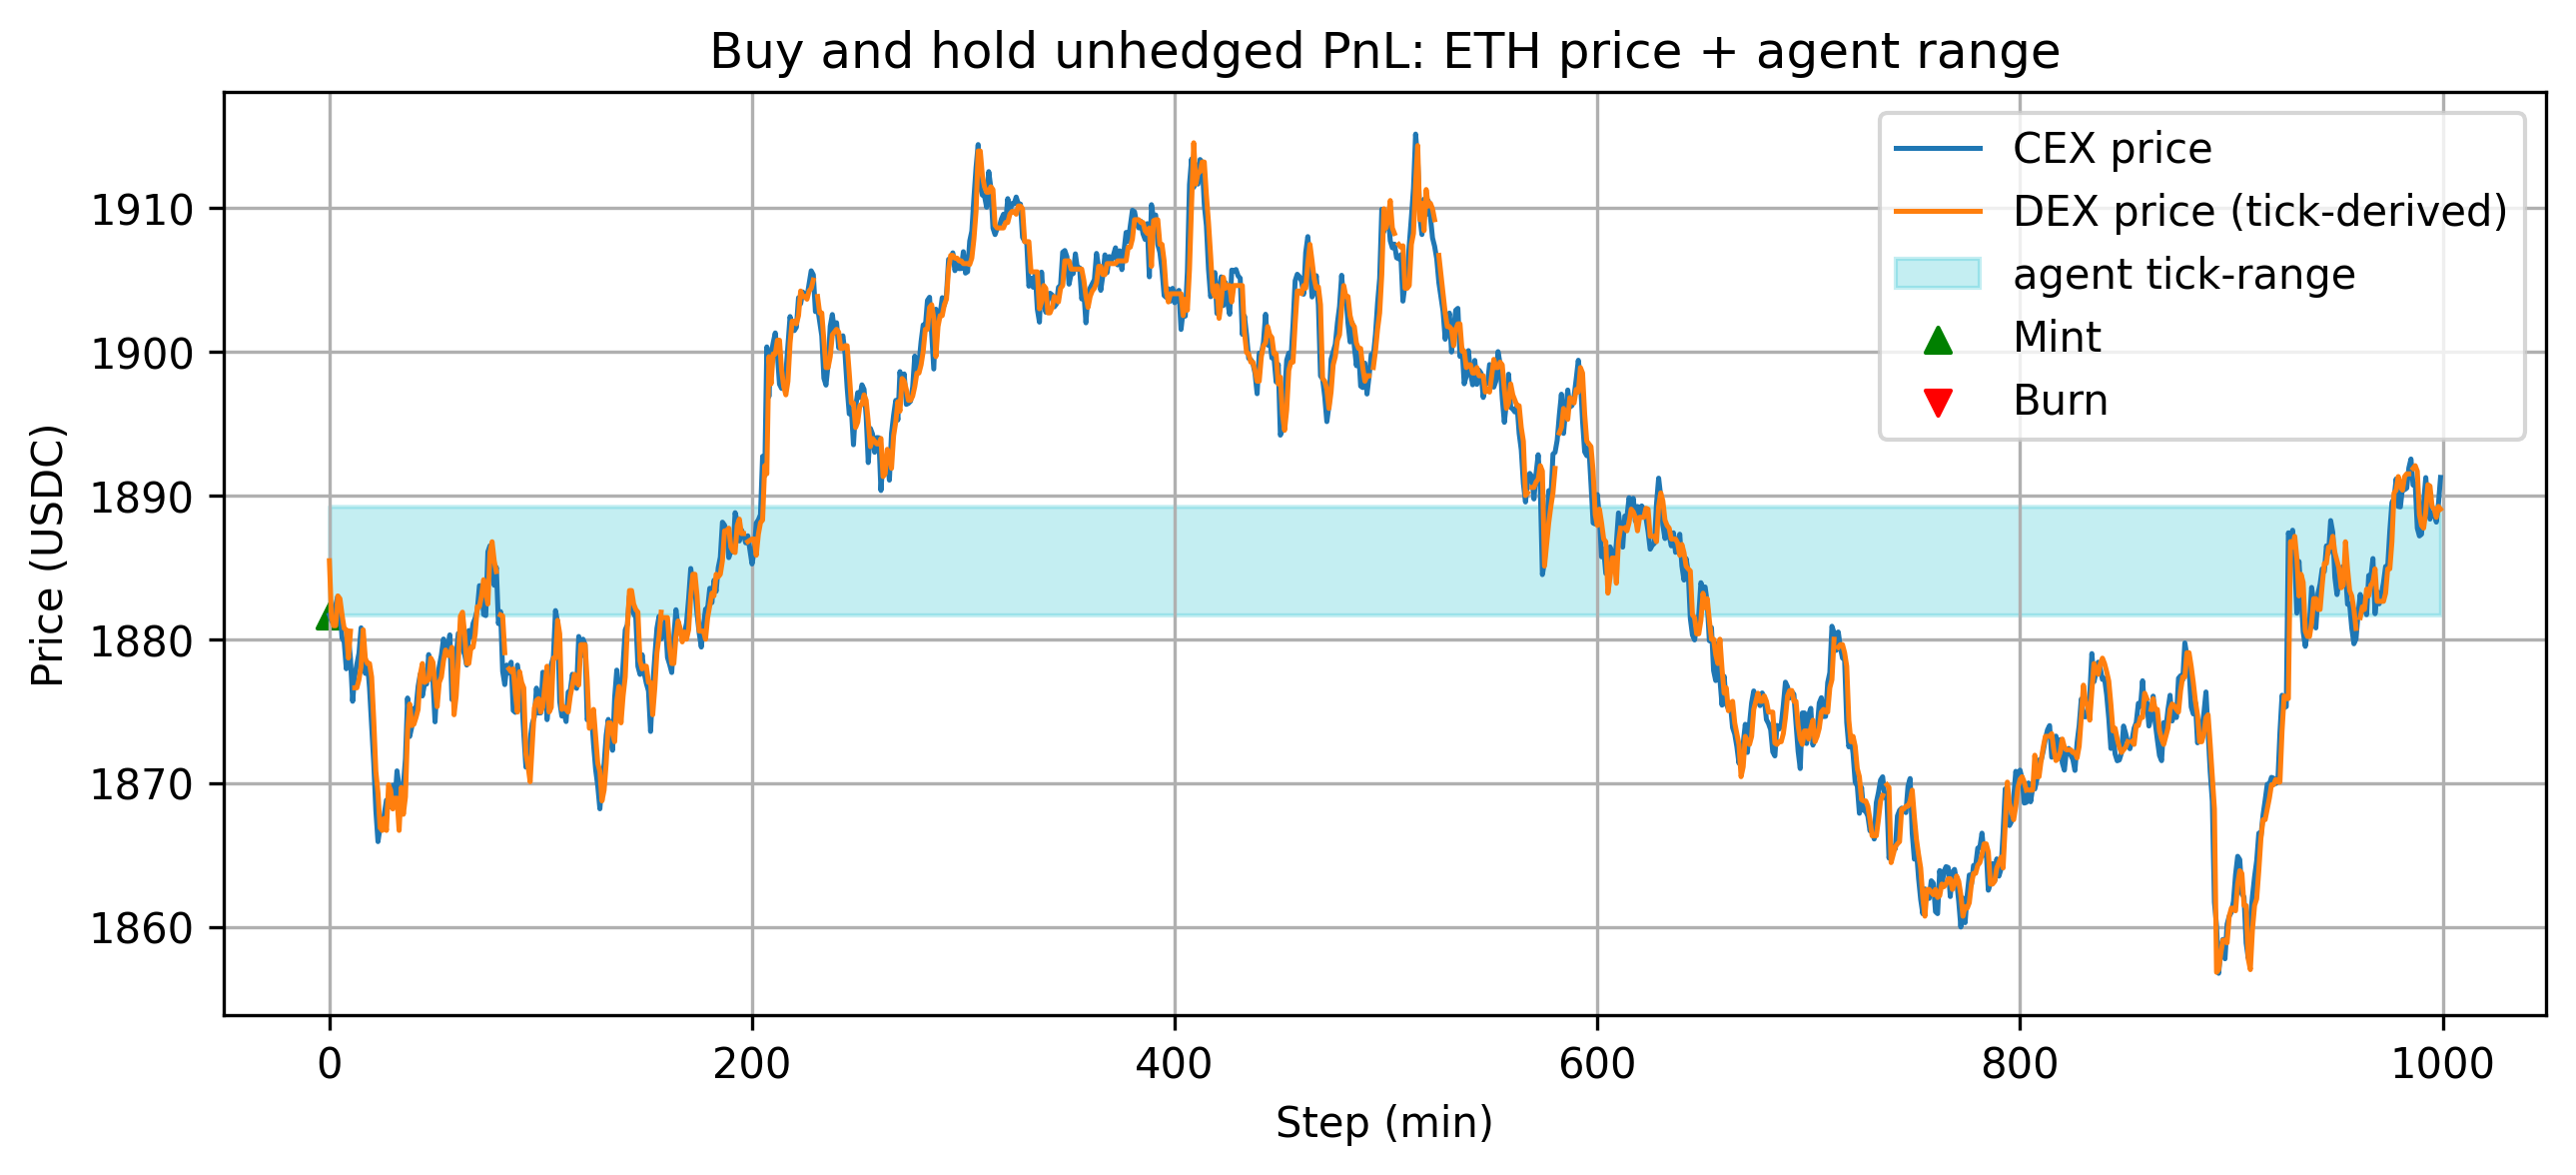 Buy and hold unhedged PnL: ETH price + agent range
CEX price
DEX price (tick-derived)
agent tick-range
Mint
Burn
Price (USDC)
1910
1900
1890
1880
1870
1860
0
200
400
600
800
1000
Step (min)